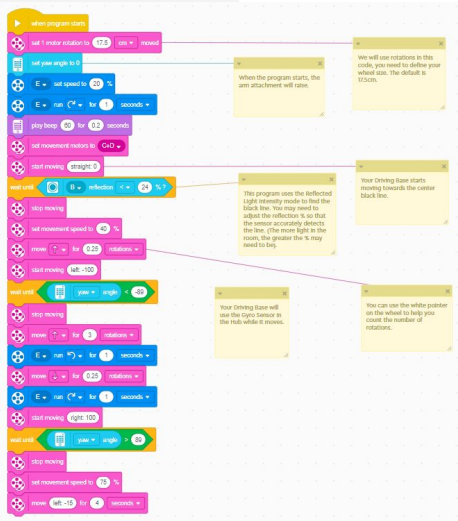 when program starts
set 1 motor rotation to 17.5 cm moved
set yaw angle to 0
E set speed to 20 %
E run for 1 seconds
play beep 60 for 0.2 seconds
set movement motors to C+D
start moving straight: 0
wait until B reflection < 24 % ?
stop moving
set movement speed to 40 %
move for 0.25 rotations
start moving left: -100
wait until yaw angle < -89
stop moving
move for 3 rotations
E run for 1 seconds
move for 0.25 rotations
E run for 1 seconds
start moving right: 100
wait until yaw angle > 89
stop moving
set movement speed to 75 %
move left: -15 for 4 seconds
When the program starts, the
arm attachment will raise.
We will use rotations in this
code, you need to define your
wheel size. The default is
17.5cm.
This program uses the Reflected
Light Intensity mode to find the
black line. You may need to
adjust the reflection % so that
the sensor accurately detects
the line. (The more light in the
room, the greater the % may
need to be).
Your Driving Base starts
moving towards the center
black line.
Your Driving Base will
use the Gyro Sensor in
the Hub while it moves.
You can use the white pointer
on the wheel to help you
count the number of
rotations.